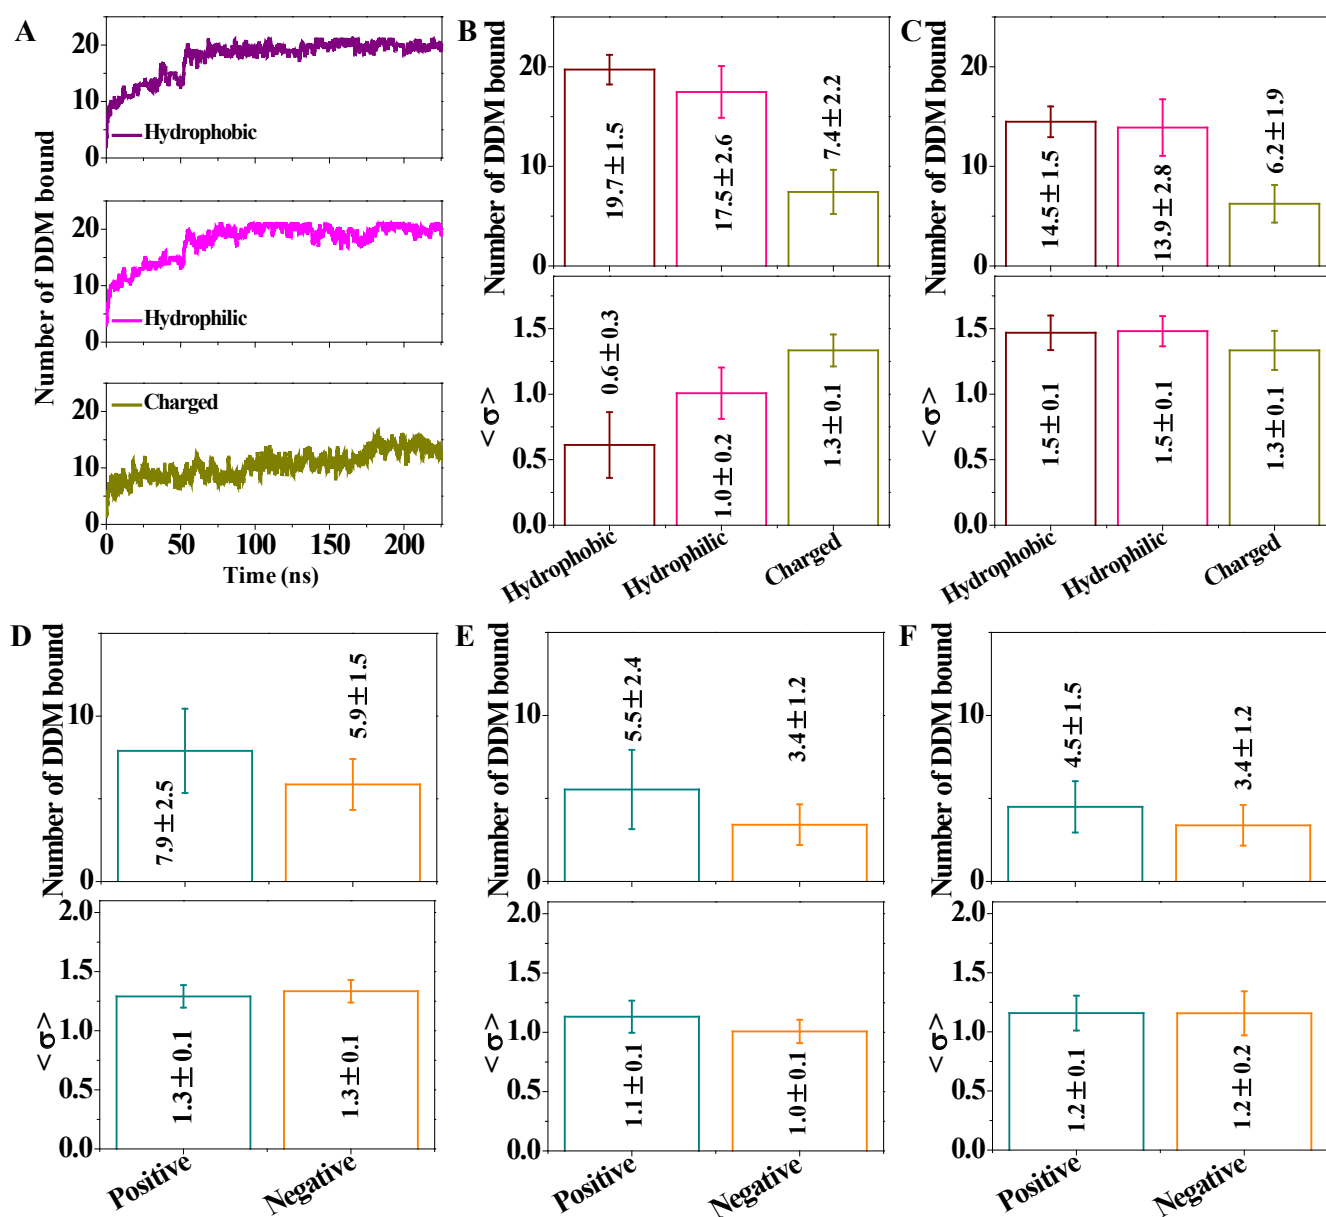 A
Number of DDM bound
20
10
0
Hydrophobic
20
10
0
Hydrophilic
20
10
0
Charged
0
50
100
150
200
Time (ns)
B
Number of DDM bound
20
10
0
19.7±1.5
17.5±2.6
7.4±2.2
<σ>
1.5
1.0
0.5
0.0
0.6±0.3
1.0±0.2
1.3±0.1
Hydrophobic
Hydrophilic
Charged
C
Number of DDM bound
20
10
0
14.5±1.5
13.9±2.8
6.2±1.9
<σ>
1.5
1.0
0.5
0.0
1.5±0.1
1.5±0.1
1.3±0.1
Hydrophobic
Hydrophilic
Charged
D
Number of DDM bound
10
0
7.9±2.5
5.9±1.5
<σ>
2.0
1.5
1.0
0.5
0.0
1.3±0.1
1.3±0.1
Positive
Negative
E
Number of DDM bound
10
0
5.5±2.4
3.4±1.2
<σ>
2.0
1.5
1.0
0.5
0.0
1.1±0.1
1.0±0.1
Positive
Negative
F
Number of DDM bound
10
0
4.5±1.5
3.4±1.2
<σ>
2.0
1.5
1.0
0.5
0.0
1.2±0.1
1.2±0.2
Positive
Negative